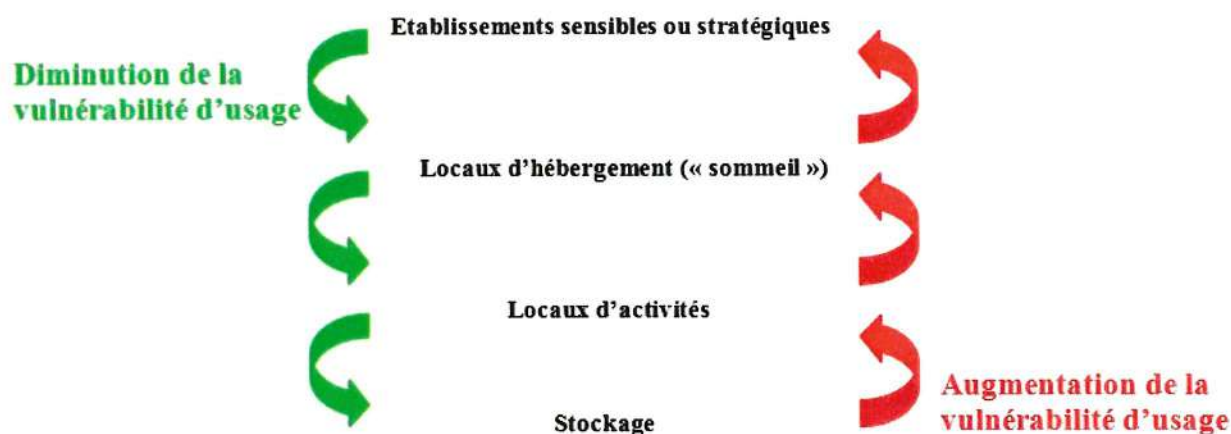 Etablissements sensibles ou stratégiques
Diminution de la
vulnérabilité d’usage
Locaux d’hébergement (« sommeil »)
Locaux d’activités
Augmentation de la
vulnérabilité d’usage
Stockage